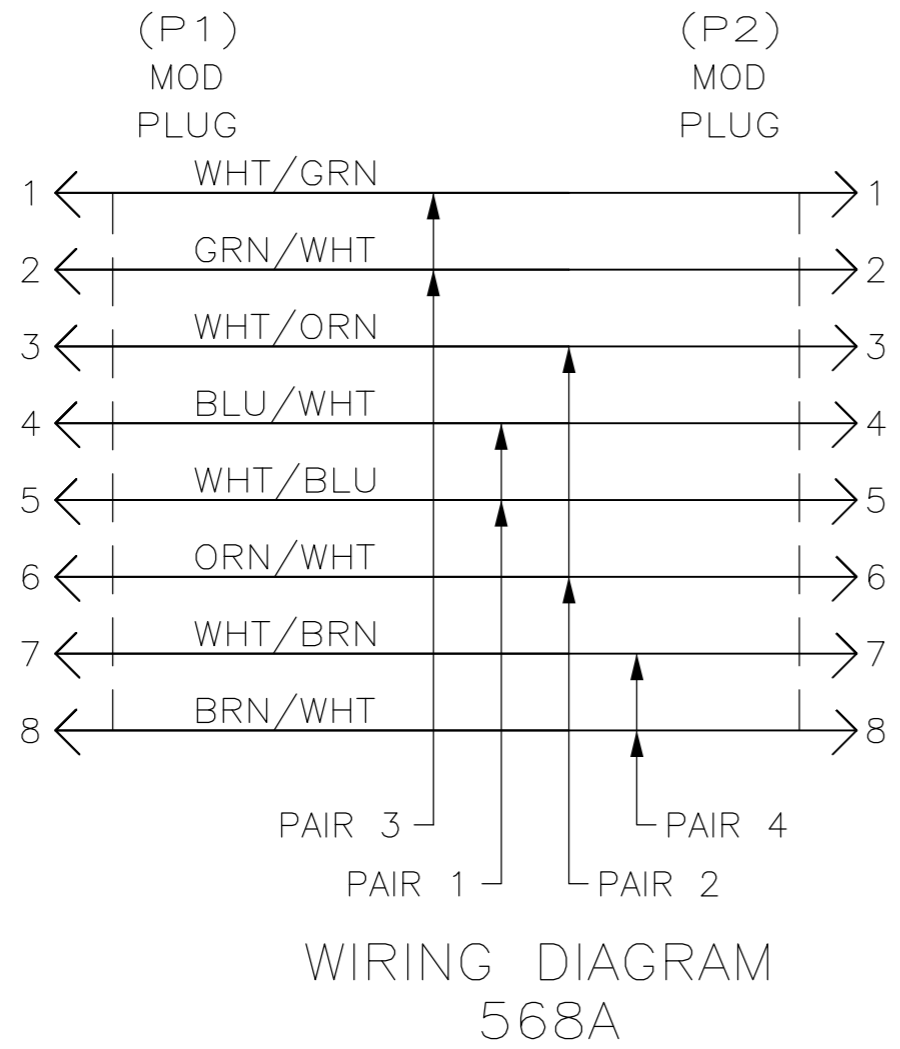 (P1) (P2)
MOD MOD
PLUG PLUG
1 WHT/GRN 1
2 GRN/WHT 2
3 WHT/ORN 3
4 BLU/WHT 4
5 WHT/BLU 5
6 ORN/WHT 6
7 WHT/BRN 7
8 BRN/WHT 8
PAIR 3 PAIR 4
PAIR 1 PAIR 2
WIRING DIAGRAM
568A